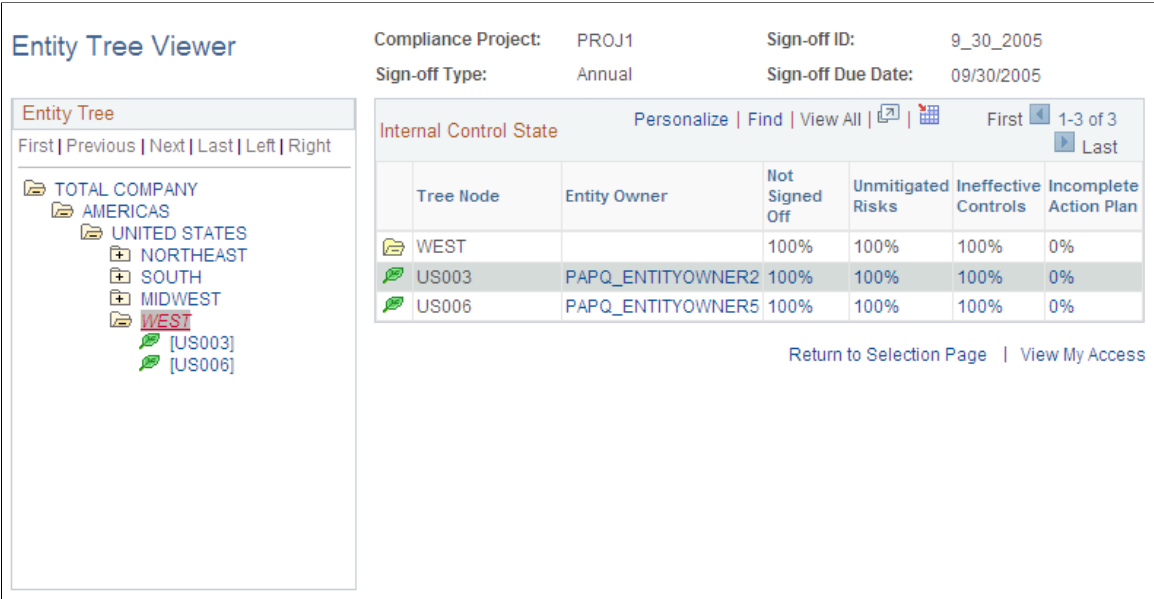 Entity Tree Viewer
Compliance Project: PROJ1 Sign-off ID: 9_30_2005
Sign-off Type: Annual Sign-off Due Date: 09/30/2005
Entity Tree
First | Previous | Next | Last | Left | Right
TOTAL COMPANY
AMERICAS
UNITED STATES
NORTHEAST
SOUTH
MIDWEST
WEST
[US003]
[US006]
Internal Control State Personalize | Find | View All | | First 1-3 of 3
Last
Tree Node Entity Owner Not Signed Off Unmitigated Risks Ineffective Controls Incomplete Action Plan
WEST 100% 100% 100% 0%
US003 PAPQ_ENTITYOWNER2 100% 100% 100% 0%
US006 PAPQ_ENTITYOWNER5 100% 100% 100% 0%
Return to Selection Page | View My Access